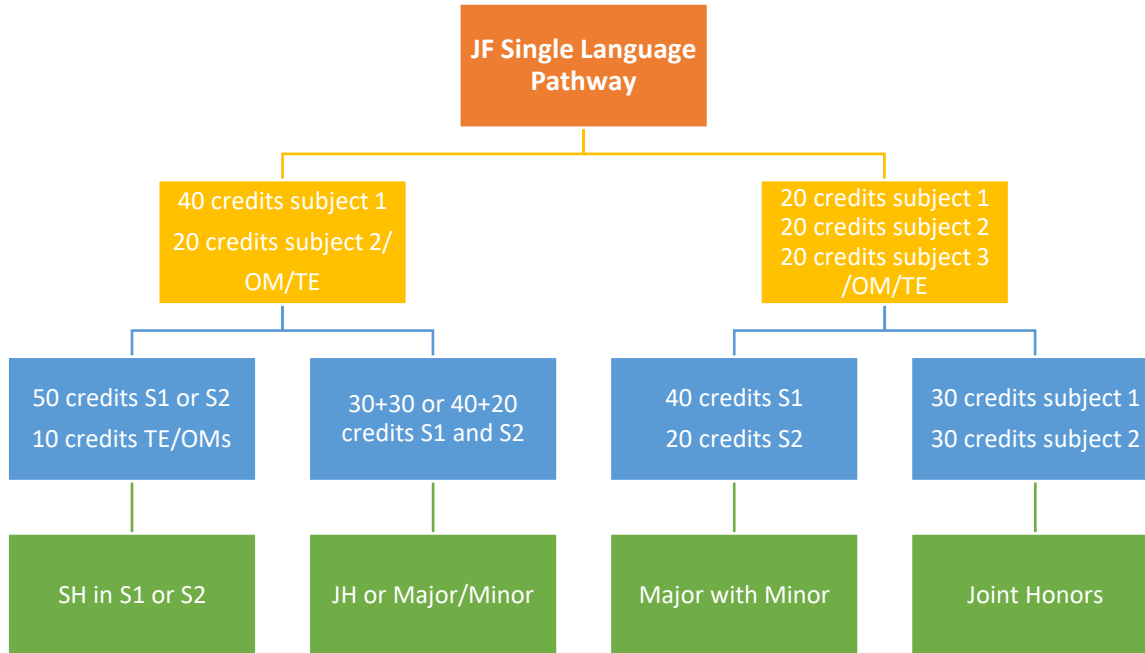 JF Single Language
Pathway
40 credits subject 1
20 credits subject 2/
OM/TE
20 credits subject 1
20 credits subject 2
20 credits subject 3
/OM/TE
50 credits S1 or S2
10 credits TE/OMs
30+30 or 40+20
credits S1 and S2
40 credits S1
20 credits S2
30 credits subject 1
30 credits subject 2
SH in S1 or S2
JH or Major/Minor
Major with Minor
Joint Honors